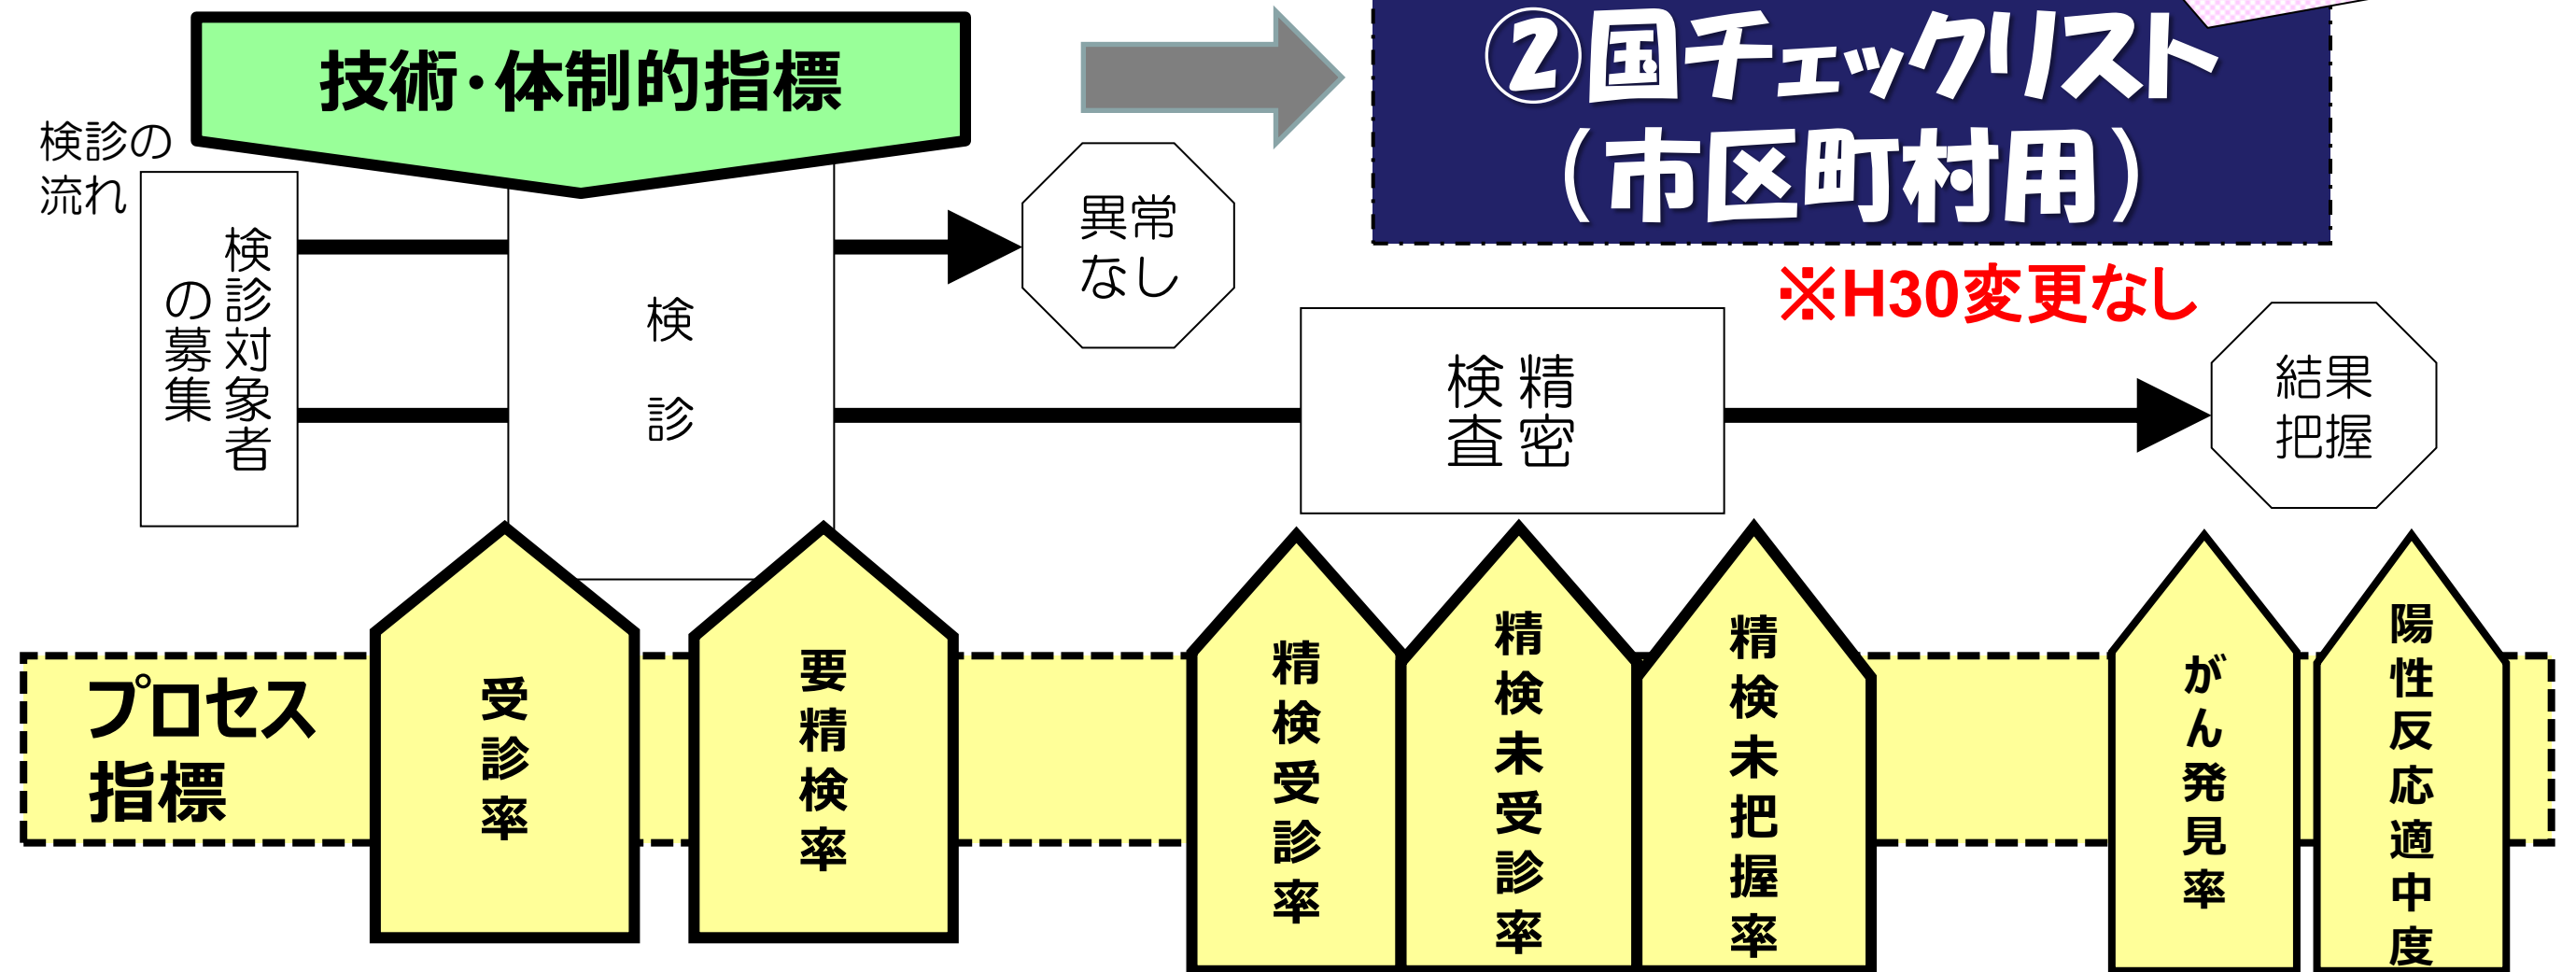 技術・体制的指標
②国チェックリスト
（市区町村用）
※H30変更なし
検診の
流れ
検診対象者
の募集
検診
異常
なし
精密
検査
結果
把握
プロセス
指標
受診率
要精検率
精検受診率
精検未受診率
精検未把握率
がん発見率
陽性反応適中度